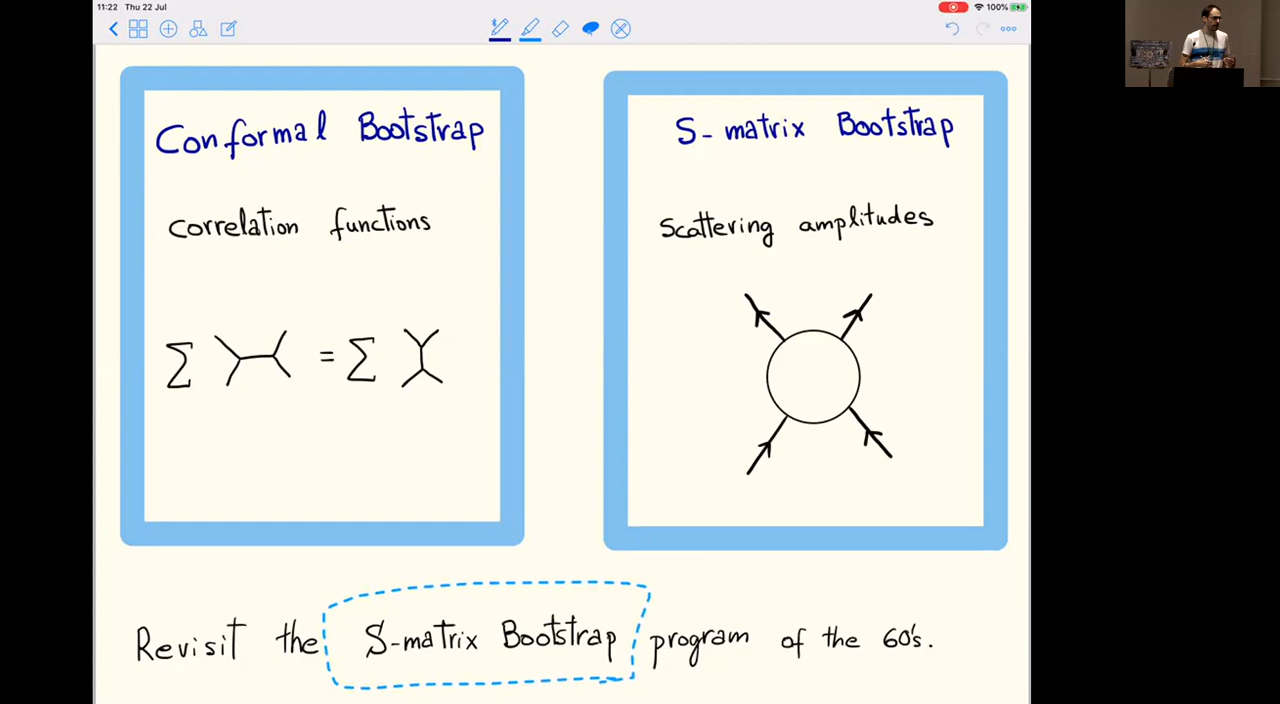 11:22 Thu 22 Jul
100%
Conformal Bootstrap
correlation functions
Σ = Σ
S-matrix Bootstrap
Scattering amplitudes
Revisit the S-matrix Bootstrap program of the 60's.